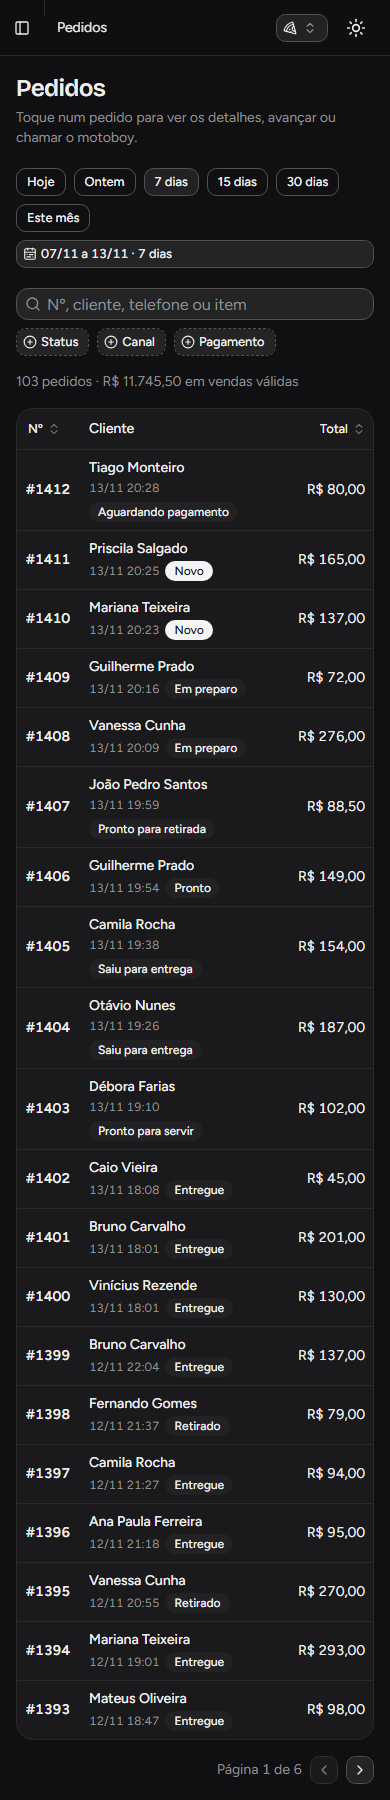 Pedidos
Pedidos
Toque num pedido para ver os detalhes, avançar ou
chamar o motoboy.
Hoje Ontem 7 dias 15 dias 30 dias
Este mês
07/11 a 13/11 · 7 dias
Nº, cliente, telefone ou item
Status Canal Pagamento
103 pedidos · R$ 11.745,50 em vendas válidas
Nº Cliente Total
Tiago Monteiro
#1412 13/11 20:28 R$ 80,00
Aguardando pagamento
Priscila Salgado
#1411 13/11 20:25 Novo R$ 165,00
Mariana Teixeira
#1410 13/11 20:23 Novo R$ 137,00
Guilherme Prado
#1409 13/11 20:16 Em preparo R$ 72,00
Vanessa Cunha
#1408 13/11 20:09 Em preparo R$ 276,00
João Pedro Santos
#1407 13/11 19:59 R$ 88,50
Pronto para retirada
Guilherme Prado
#1406 13/11 19:54 Pronto R$ 149,00
Camila Rocha
#1405 13/11 19:38 R$ 154,00
Saiu para entrega
Otávio Nunes
#1404 13/11 19:26 R$ 187,00
Saiu para entrega
Débora Farias
#1403 13/11 19:10 R$ 102,00
Pronto para servir
Caio Vieira
#1402 13/11 18:08 Entregue R$ 45,00
Bruno Carvalho
#1401 13/11 18:01 Entregue R$ 201,00
Vinícius Rezende
#1400 13/11 18:01 Entregue R$ 130,00
Bruno Carvalho
#1399 12/11 22:04 Entregue R$ 137,00
Fernando Gomes
#1398 12/11 21:37 Retirado R$ 79,00
Camila Rocha
#1397 12/11 21:27 Entregue R$ 94,00
Ana Paula Ferreira
#1396 12/11 21:18 Entregue R$ 95,00
Vanessa Cunha
#1395 12/11 20:55 Retirado R$ 270,00
Mariana Teixeira
#1394 12/11 19:01 Entregue R$ 293,00
Mateus Oliveira
#1393 12/11 18:47 Entregue R$ 98,00
Página 1 de 6